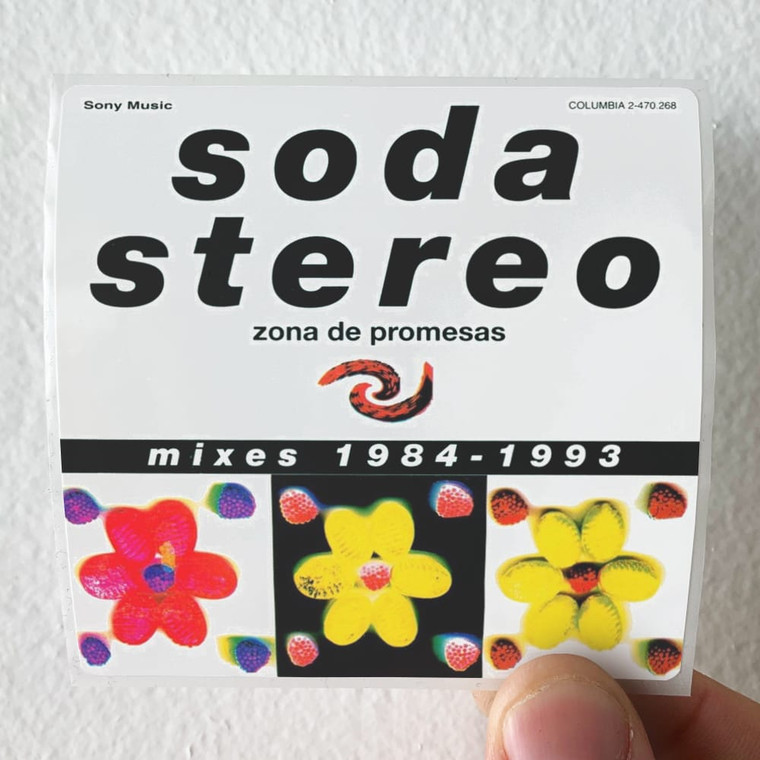 Sony Music
COLUMBIA 2-470.268
soda
stereo
zona de promesas
mixes 1984-1993